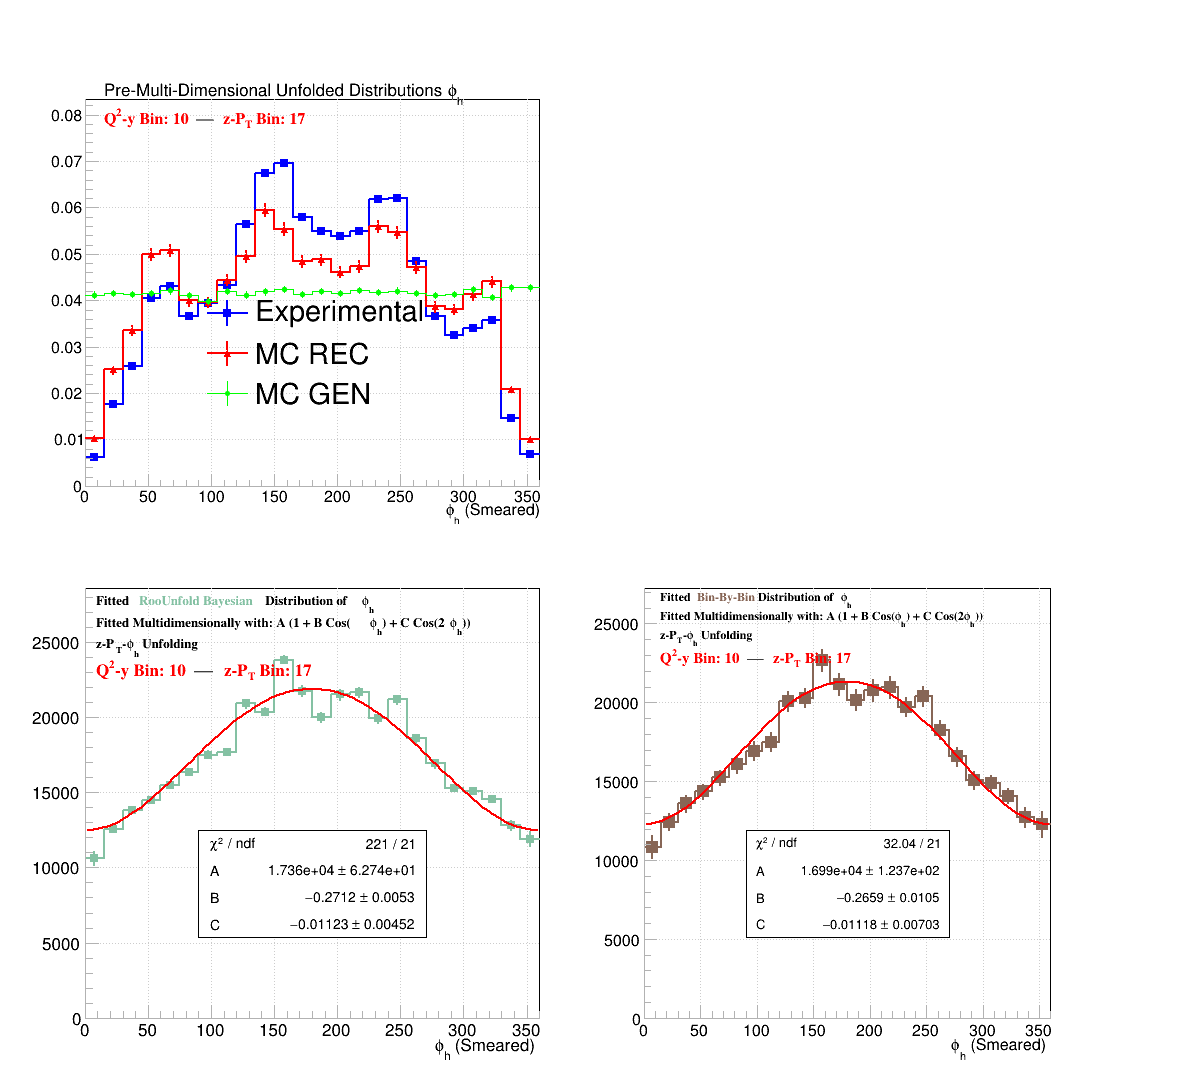 Pre-Multi-Dimensional Unfolded Distributions ϕh
Q2-y Bin: 10 — z-PT Bin: 17
0.08
0.07
0.06
0.05
0.04
0.03
0.02
0.01
0
Experimental
MC REC
MC GEN
0 50 100 150 200 250 300 350
ϕh (Smeared)
Fitted RooUnfold Bayesian Distribution of ϕh
Fitted Multidimensionally with: A (1 + B Cos( ϕh) + C Cos(2 ϕh))
z-PT-ϕh Unfolding
Q2-y Bin: 10 — z-PT Bin: 17
25000
20000
15000
10000
5000
0
χ2 / ndf 221 / 21
A 1.736e+04 ± 6.274e+01
B −0.2712 ± 0.0053
C −0.01123 ± 0.00452
0 50 100 150 200 250 300 350
ϕh (Smeared)
Fitted Bin-By-Bin Distribution of ϕh
Fitted Multidimensionally with: A (1 + B Cos(ϕh) + C Cos(2ϕh))
z-PT-ϕh Unfolding
Q2-y Bin: 10 — z-PT Bin: 17
25000
20000
15000
10000
5000
0
χ2 / ndf 32.04 / 21
A 1.699e+04 ± 1.237e+02
B −0.2659 ± 0.0105
C −0.01118 ± 0.00703
0 50 100 150 200 250 300 350
ϕh (Smeared)